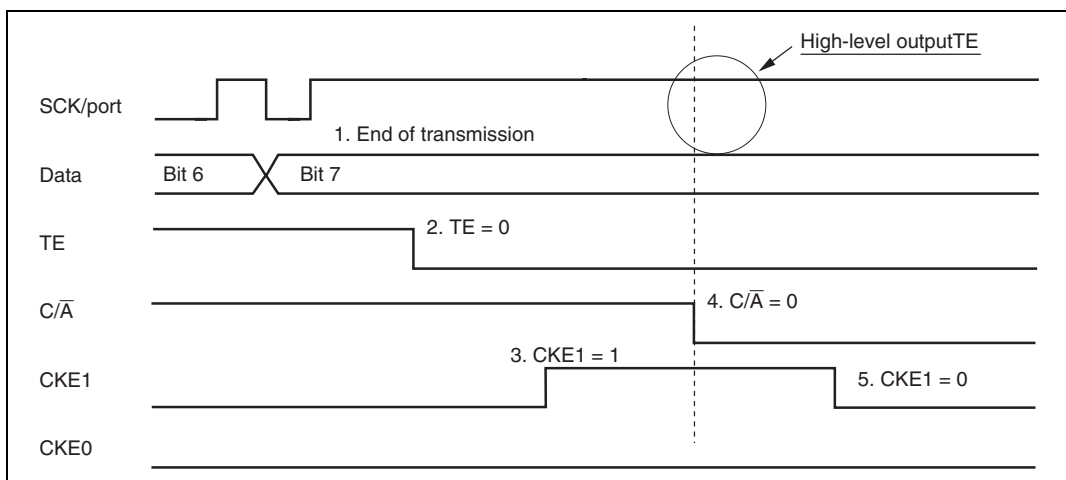 High-level outputTE
SCK/port
1. End of transmission
Data
Bit 6
Bit 7
TE
2. TE = 0
C/A̅
4. C/A̅ = 0
3. CKE1 = 1
CKE1
5. CKE1 = 0
CKE0